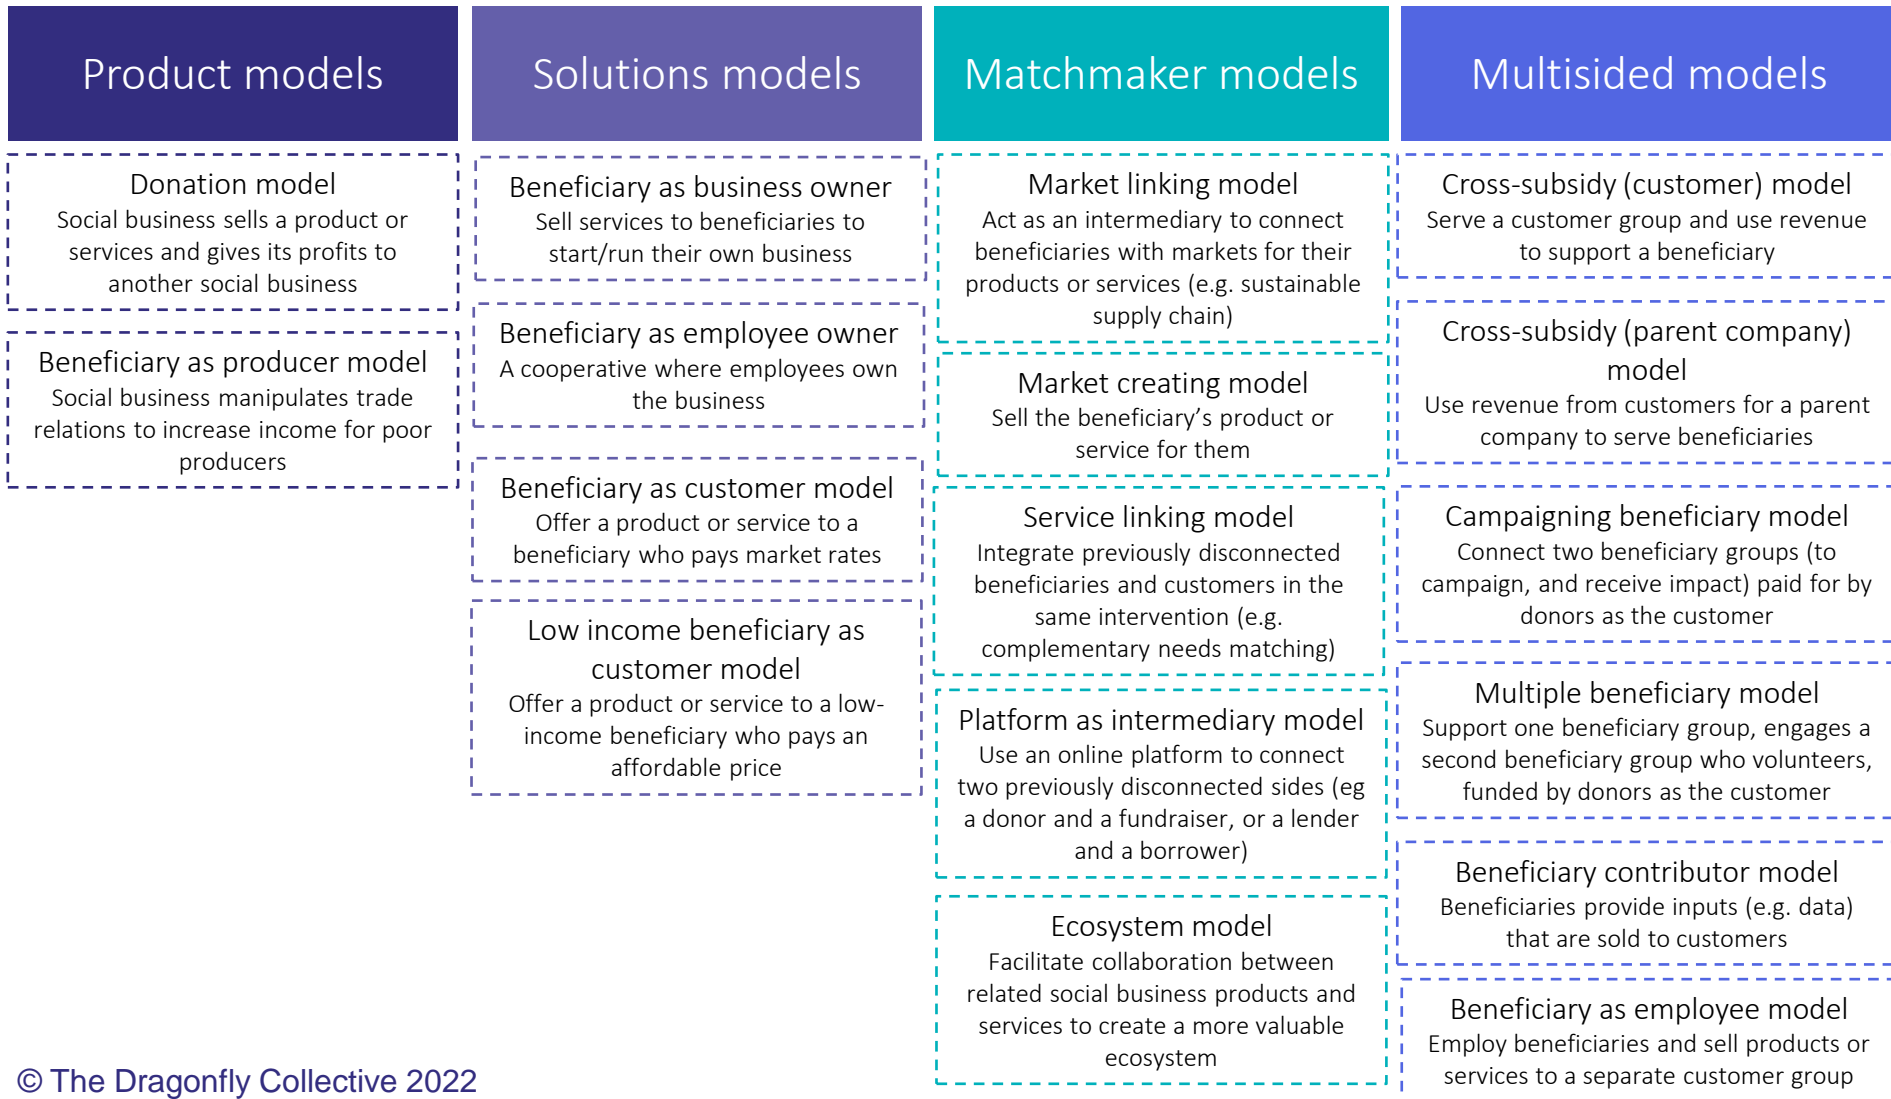 Product models
Donation model
Social business sells a product or
services and gives its profits to
another social business
Beneficiary as producer model
Social business manipulates trade
relations to increase income for poor
producers
Solutions models
Beneficiary as business owner
Sell services to beneficiaries to
start/run their own business
Beneficiary as employee owner
A cooperative where employees own
the business
Beneficiary as customer model
Offer a product or service to a
beneficiary who pays market rates
Low income beneficiary as
customer model
Offer a product or service to a low-
income beneficiary who pays an
affordable price
Matchmaker models
Market linking model
Act as an intermediary to connect
beneficiaries with markets for their
products or services (e.g. sustainable
supply chain)
Market creating model
Sell the beneficiary’s product or
service for them
Service linking model
Integrate previously disconnected
beneficiaries and customers in the
same intervention (e.g.
complementary needs matching)
Platform as intermediary model
Use an online platform to connect
two previously disconnected sides (eg
a donor and a fundraiser, or a lender
and a borrower)
Ecosystem model
Facilitate collaboration between
related social business products and
services to create a more valuable
ecosystem
Multisided models
Cross-subsidy (customer) model
Serve a customer group and use revenue
to support a beneficiary
Cross-subsidy (parent company)
model
Use revenue from customers for a parent
company to serve beneficiaries
Campaigning beneficiary model
Connect two beneficiary groups (to
campaign, and receive impact) paid for by
donors as the customer
Multiple beneficiary model
Support one beneficiary group, engages a
second beneficiary group who volunteers,
funded by donors as the customer
Beneficiary contributor model
Beneficiaries provide inputs (e.g. data)
that are sold to customers
Beneficiary as employee model
Employ beneficiaries and sell products or
services to a separate customer group
© The Dragonfly Collective 2022